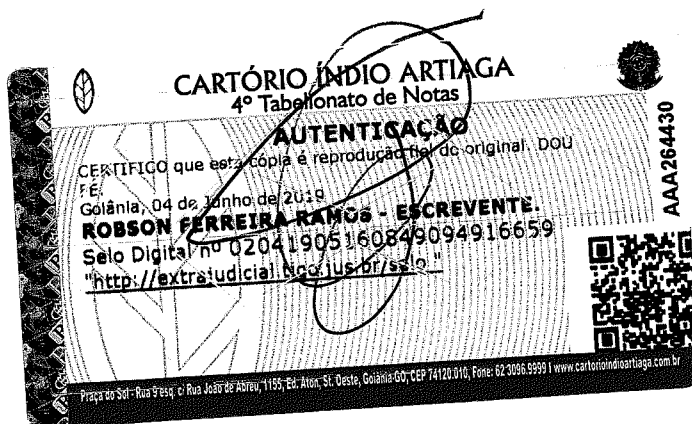 CARTÓRIO ÍNDIO ARTIAGA
4º Tabelionato de Notas
AUTENTICAÇÃO
CERTIFICO que esta cópia é reprodução fiel do original. DOU
FÉ.
Goiânia, 04 de junho de 2019
ROBSON FERREIRA RAMOS - ESCREVENTE.
Selo Digital nº 02041905160849094916659
"http://extrajudicial.tjgo.jus.br/selo"
AAA264430
Praça do Sol - Rua 9 esq. c/ Rua João de Abreu, 1155, Ed. Aton, St. Oeste, Goiânia-GO, CEP 74120.010, Fone: 62 3096.9999 | www.cartorioindioartiaga.com.br